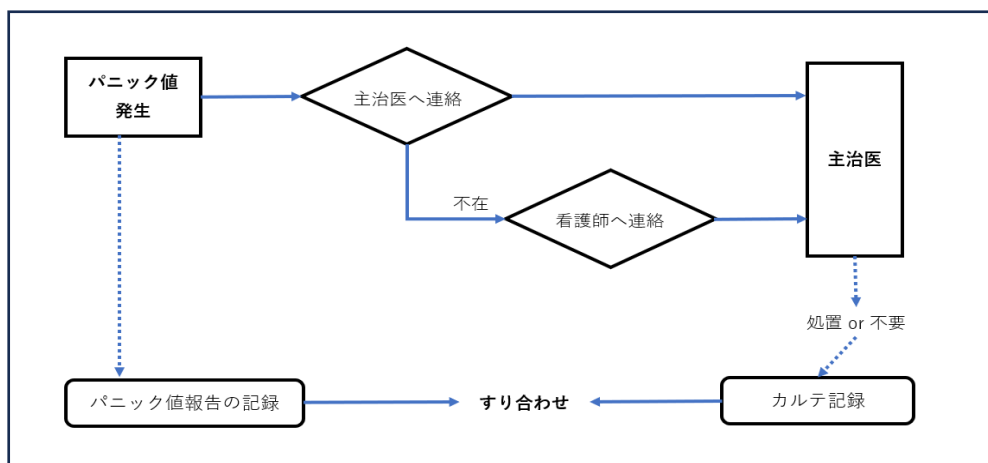 パニック値
発生
主治医へ連絡
主治医
不在
看護師へ連絡
処置 or 不要
パニック値報告の記録
すり合わせ
カルテ記録